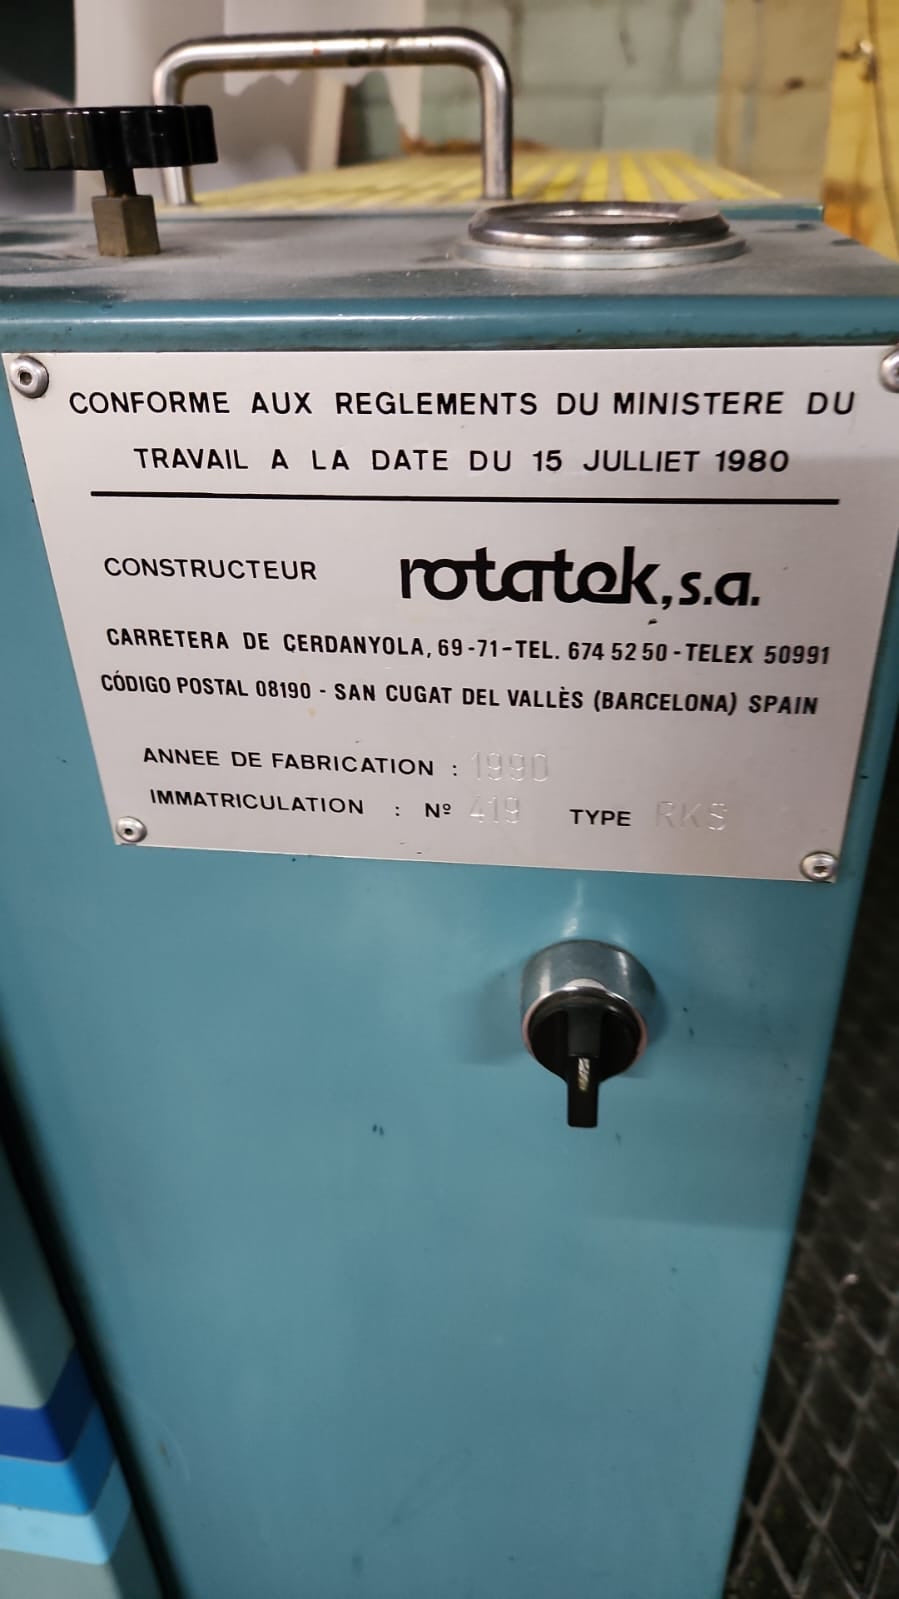 CONFORME AUX REGLEMENTS DU MINISTERE DU
TRAVAIL A LA DATE DU 15 JULLIET 1980
CONSTRUCTEUR rotatek, s.a.
CARRETERA DE CERDANYOLA, 69-71-TEL. 674 52 50 - TELEX 50991
CÓDIGO POSTAL 08190 - SAN CUGAT DEL VALLÈS (BARCELONA) SPAIN
ANNEE DE FABRICATION : 1990
IMMATRICULATION : Nº 419 TYPE RKS